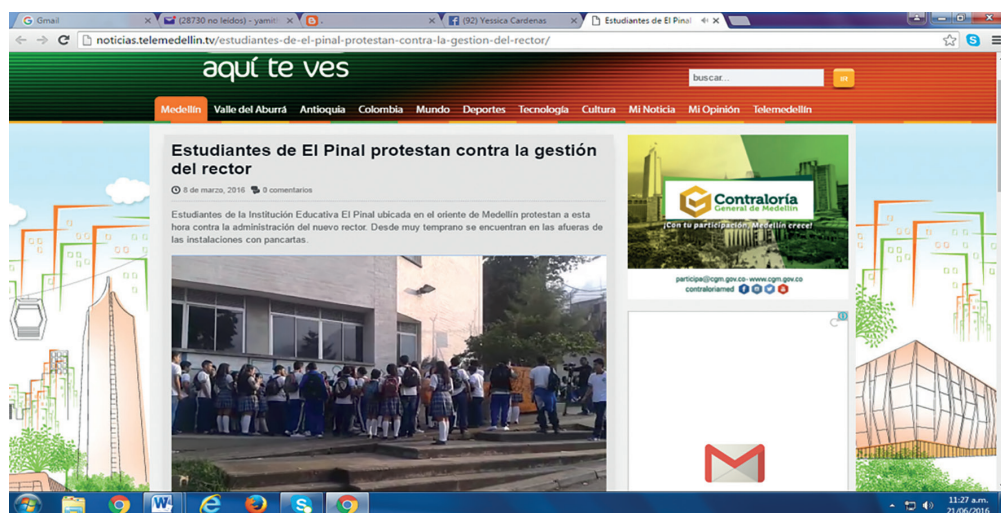 Gmail
(28730 no leídos) - yamiti
(92) Yessica Cardenas
Estudiantes de El Pinal
noticias.telemedellin.tv/estudiantes-de-el-pinal-protestan-contra-la-gestion-del-rector/
aquí te ves
buscar...
Medellín Valle del Aburrá Antioquia Colombia Mundo Deportes Tecnología Cultura Mi Noticia Mi Opinión Telemedellín
Estudiantes de El Pinal protestan contra la gestión
del rector
8 de marzo, 2016 0 comentarios
Estudiantes de la Institución Educativa El Pinal ubicada en el oriente de Medellín protestan a esta
hora contra la administración del nuevo rector. Desde muy temprano se encuentran en las afueras de
las instalaciones con pancartas.
Contraloría
General de Medellín
¡Con tu participación, Medellín crece!
participa@cgm.gov.co- www.cgm.gov.co
contraloriamed
11:27 a.m.
21/06/2016